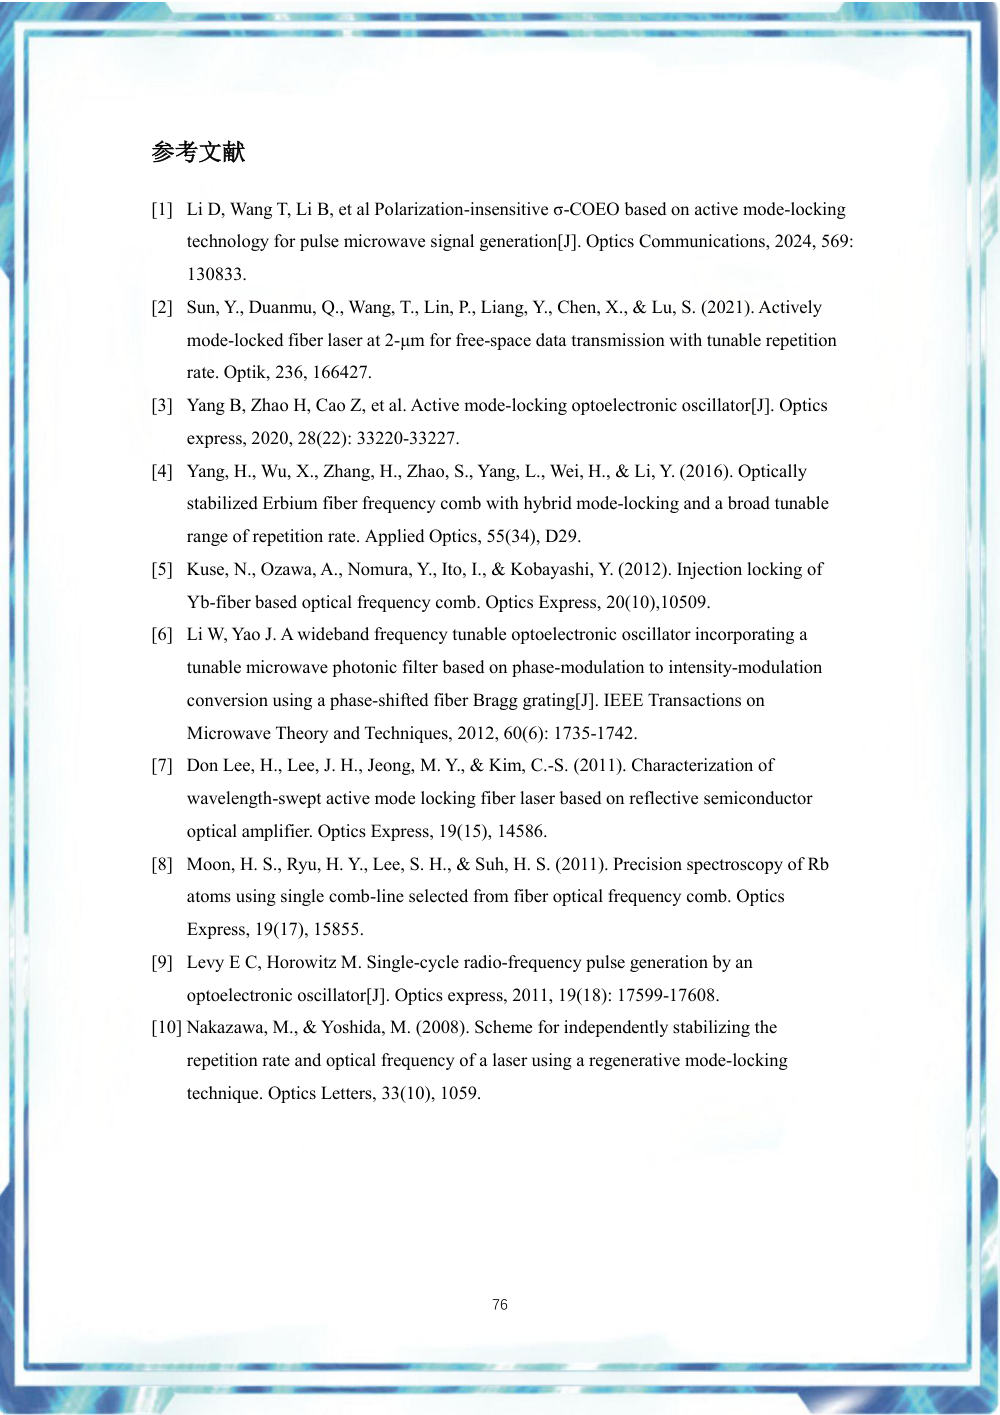 参考文献
[1] Li D, Wang T, Li B, et al Polarization-insensitive σ-COEO based on active mode-locking
technology for pulse microwave signal generation[J]. Optics Communications, 2024, 569:
130833.
[2] Sun, Y., Duanmu, Q., Wang, T., Lin, P., Liang, Y., Chen, X., & Lu, S. (2021). Actively
mode-locked fiber laser at 2-μm for free-space data transmission with tunable repetition
rate. Optik, 236, 166427.
[3] Yang B, Zhao H, Cao Z, et al. Active mode-locking optoelectronic oscillator[J]. Optics
express, 2020, 28(22): 33220-33227.
[4] Yang, H., Wu, X., Zhang, H., Zhao, S., Yang, L., Wei, H., & Li, Y. (2016). Optically
stabilized Erbium fiber frequency comb with hybrid mode-locking and a broad tunable
range of repetition rate. Applied Optics, 55(34), D29.
[5] Kuse, N., Ozawa, A., Nomura, Y., Ito, I., & Kobayashi, Y. (2012). Injection locking of
Yb-fiber based optical frequency comb. Optics Express, 20(10),10509.
[6] Li W, Yao J. A wideband frequency tunable optoelectronic oscillator incorporating a
tunable microwave photonic filter based on phase-modulation to intensity-modulation
conversion using a phase-shifted fiber Bragg grating[J]. IEEE Transactions on
Microwave Theory and Techniques, 2012, 60(6): 1735-1742.
[7] Don Lee, H., Lee, J. H., Jeong, M. Y., & Kim, C.-S. (2011). Characterization of
wavelength-swept active mode locking fiber laser based on reflective semiconductor
optical amplifier. Optics Express, 19(15), 14586.
[8] Moon, H. S., Ryu, H. Y., Lee, S. H., & Suh, H. S. (2011). Precision spectroscopy of Rb
atoms using single comb-line selected from fiber optical frequency comb. Optics
Express, 19(17), 15855.
[9] Levy E C, Horowitz M. Single-cycle radio-frequency pulse generation by an
optoelectronic oscillator[J]. Optics express, 2011, 19(18): 17599-17608.
[10] Nakazawa, M., & Yoshida, M. (2008). Scheme for independently stabilizing the
repetition rate and optical frequency of a laser using a regenerative mode-locking
technique. Optics Letters, 33(10), 1059.
76